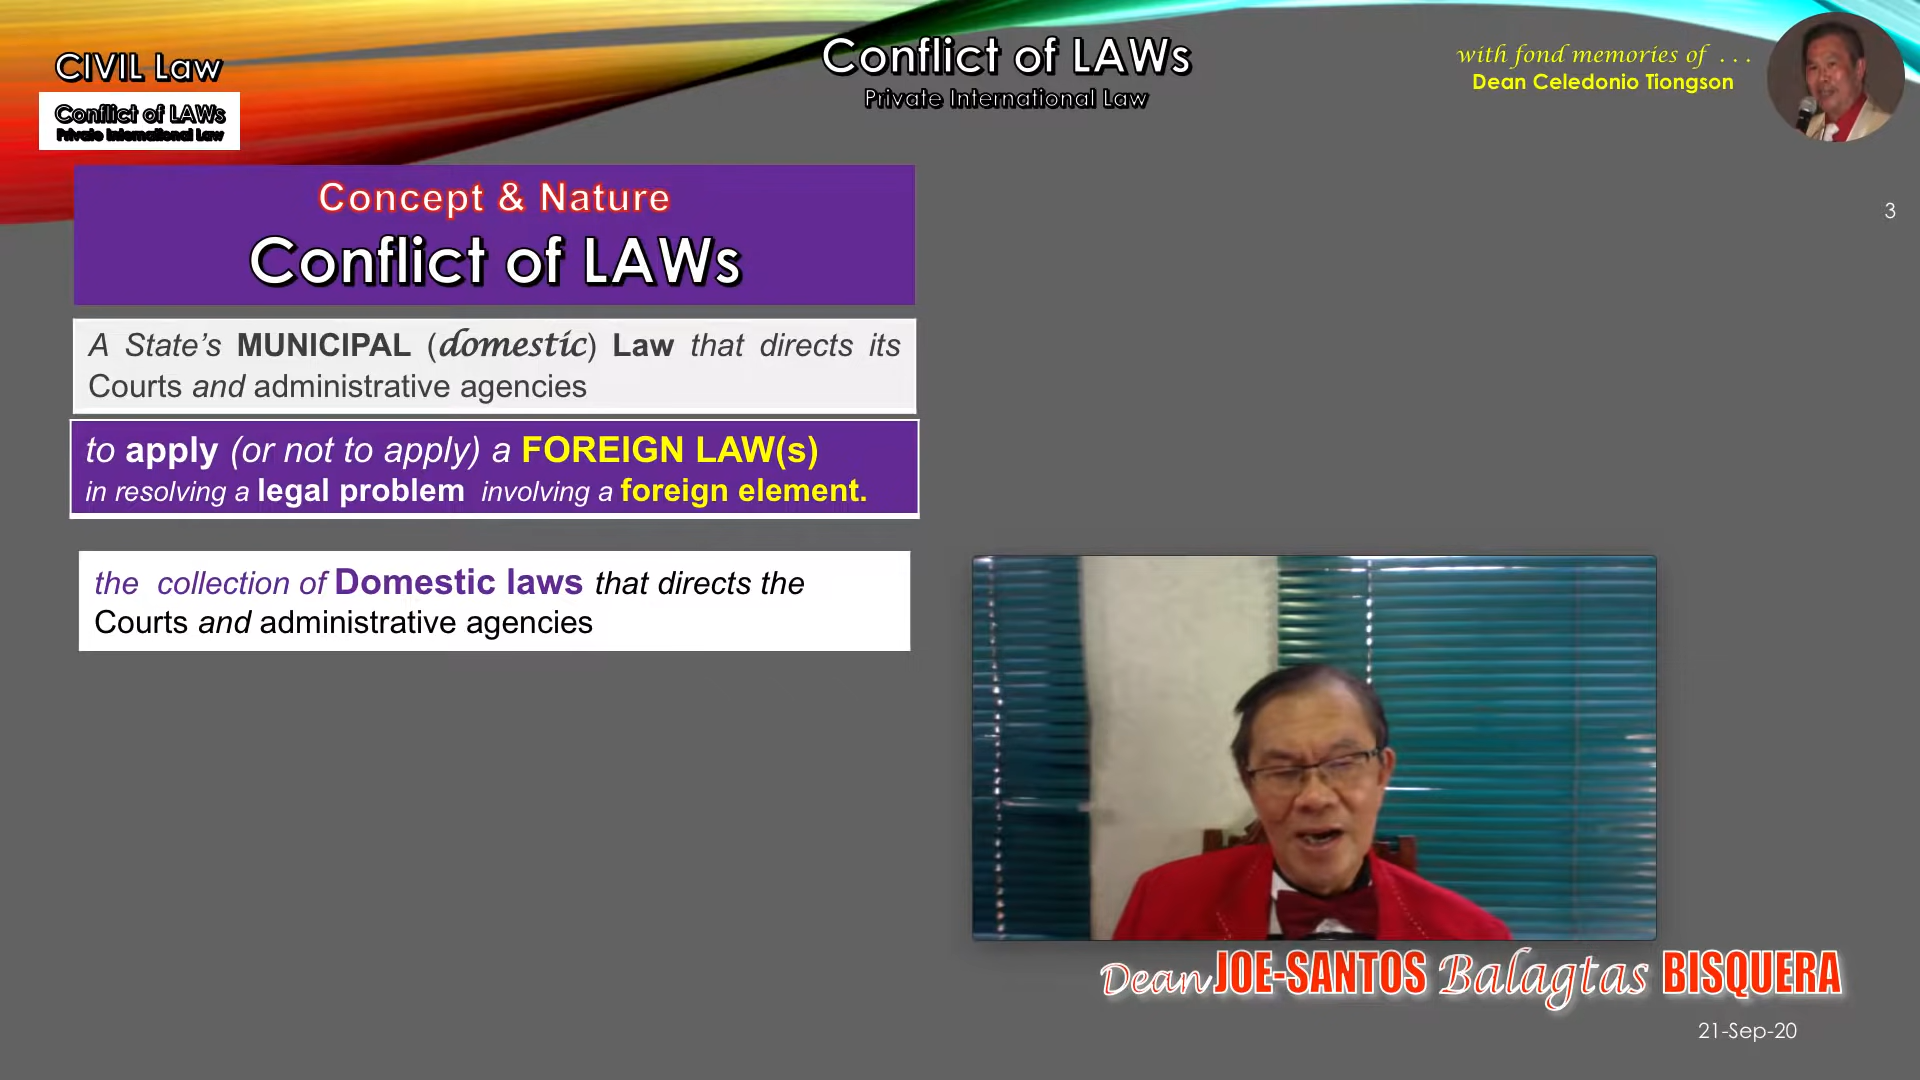 CIVIL Law
Conflict of LAWs
Private International Law
Conflict of LAWs
Private International Law
with fond memories of . . .
Dean Celedonio Tiongson
3
Concept & Nature
Conflict of LAWs
A State’s MUNICIPAL (domestic) Law that directs its
Courts and administrative agencies
to apply (or not to apply) a FOREIGN LAW(s)
in resolving a legal problem involving a foreign element.
the collection of Domestic laws that directs the
Courts and administrative agencies
Dean JOE-SANTOS Balagtas BISQUERA
21-Sep-20